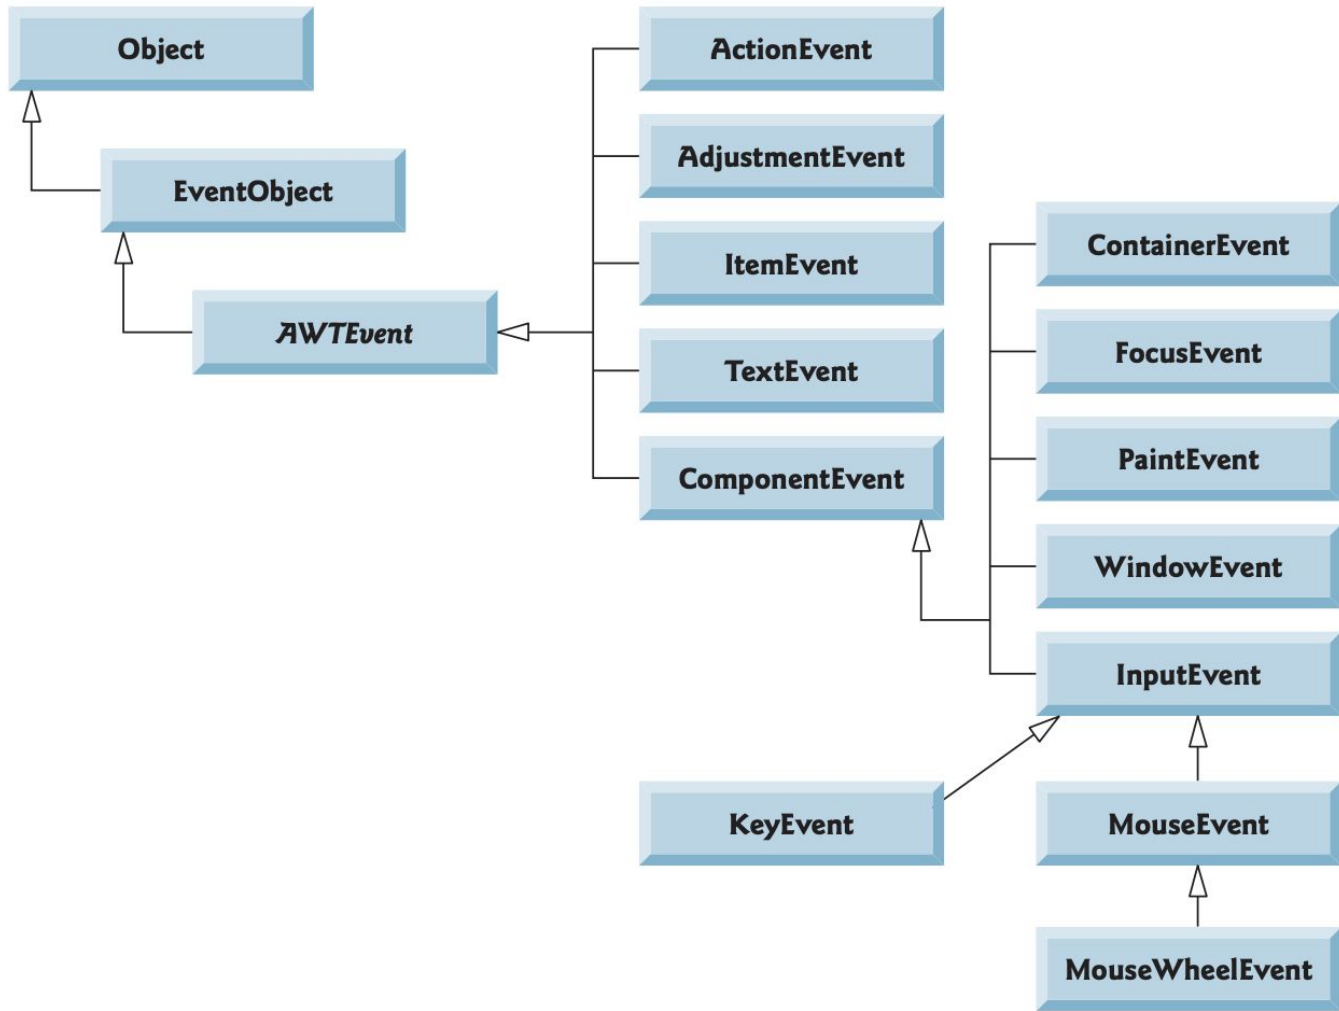 Object
EventObject
AWTEvent
ActionEvent
AdjustmentEvent
ItemEvent
TextEvent
ComponentEvent
ContainerEvent
FocusEvent
PaintEvent
WindowEvent
InputEvent
KeyEvent
MouseEvent
MouseWheelEvent